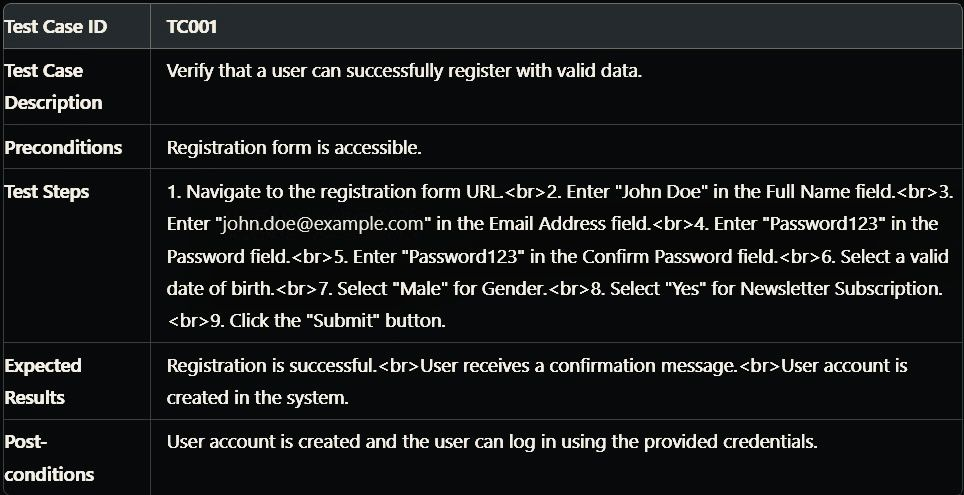 Test Case ID TC001
Test Case Description Verify that a user can successfully register with valid data.
Preconditions Registration form is accessible.
Test Steps 1. Navigate to the registration form URL.<br>2. Enter "John Doe" in the Full Name field.<br>3.
Enter "john.doe@example.com" in the Email Address field.<br>4. Enter "Password123" in the
Password field.<br>5. Enter "Password123" in the Confirm Password field.<br>6. Select a valid
date of birth.<br>7. Select "Male" for Gender.<br>8. Select "Yes" for Newsletter Subscription.
<br>9. Click the "Submit" button.
Expected Results Registration is successful.<br>User receives a confirmation message.<br>User account is
created in the system.
Post-conditions User account is created and the user can log in using the provided credentials.